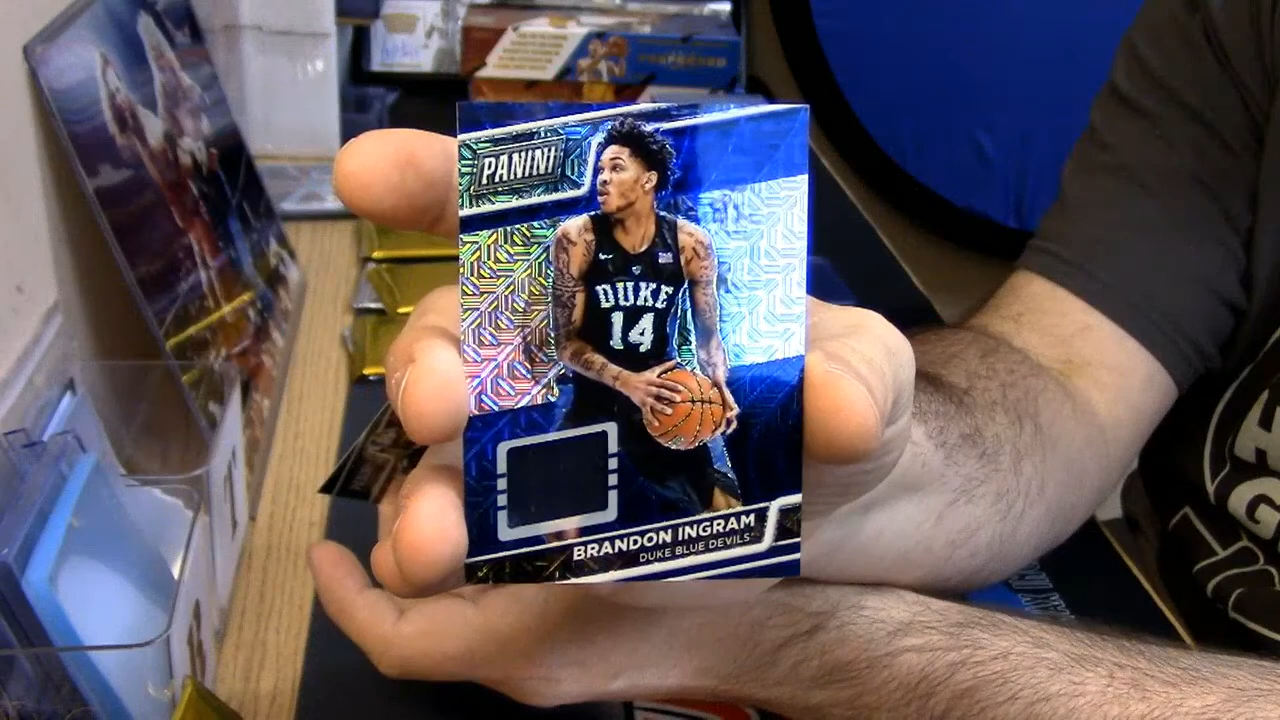 PANINI
DUKE
14
BRANDON INGRAM
DUKE BLUE DEVILS